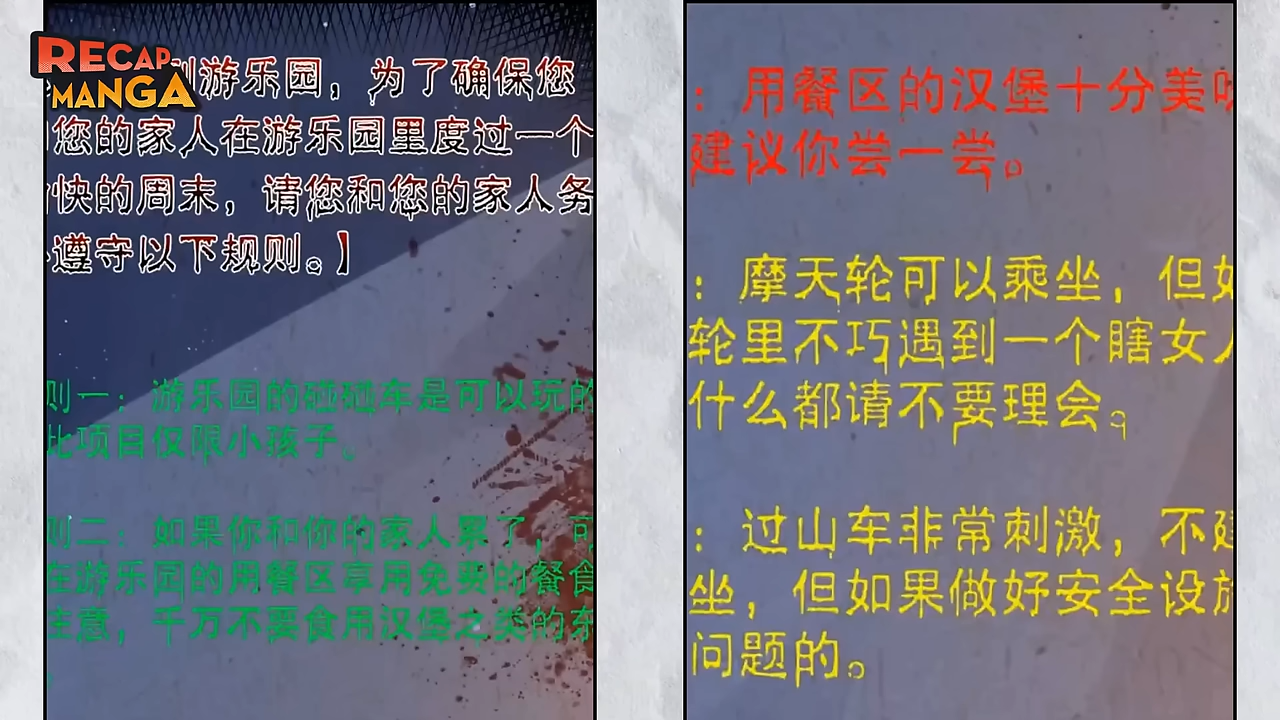 RECAP
MANGA
游乐园，为了确保您
您的家人在游乐园里度过一个
快的周末，请您和您的家人务
遵守以下规则。】
则一：游乐园的碰碰车是可以玩的
此项目仅限小孩子。
则二：如果你和你的家人累了，可
在游乐园的用餐区享用免费的餐食
注意，千万不要食用汉堡之类的东
：用餐区的汉堡十分美味
建议你尝一尝。
：摩天轮可以乘坐，但如
轮里不巧遇到一个瞎女人
什么都请不要理会。
：过山车非常刺激，不建
坐，但如果做好安全设施
问题的。